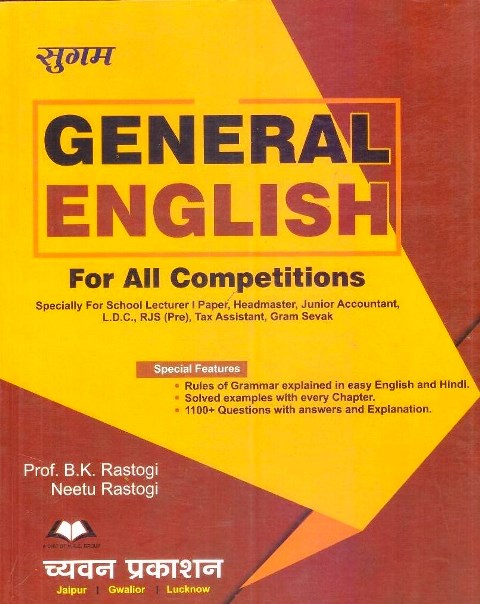 सुगम
GENERAL
ENGLISH
For All Competitions
Specially For School Lecturer I Paper, Headmaster, Junior Accountant,
L.D.C., RJS (Pre), Tax Assistant, Gram Sevak
Special Features
• Rules of Grammar explained in easy English and Hindi.
• Solved examples with every Chapter.
• 1100+ Questions with answers and Explanation.
Prof. B.K. Rastogi
Neetu Rastogi
च्यवन प्रकाशन
Jaipur | Gwalior | Lucknow